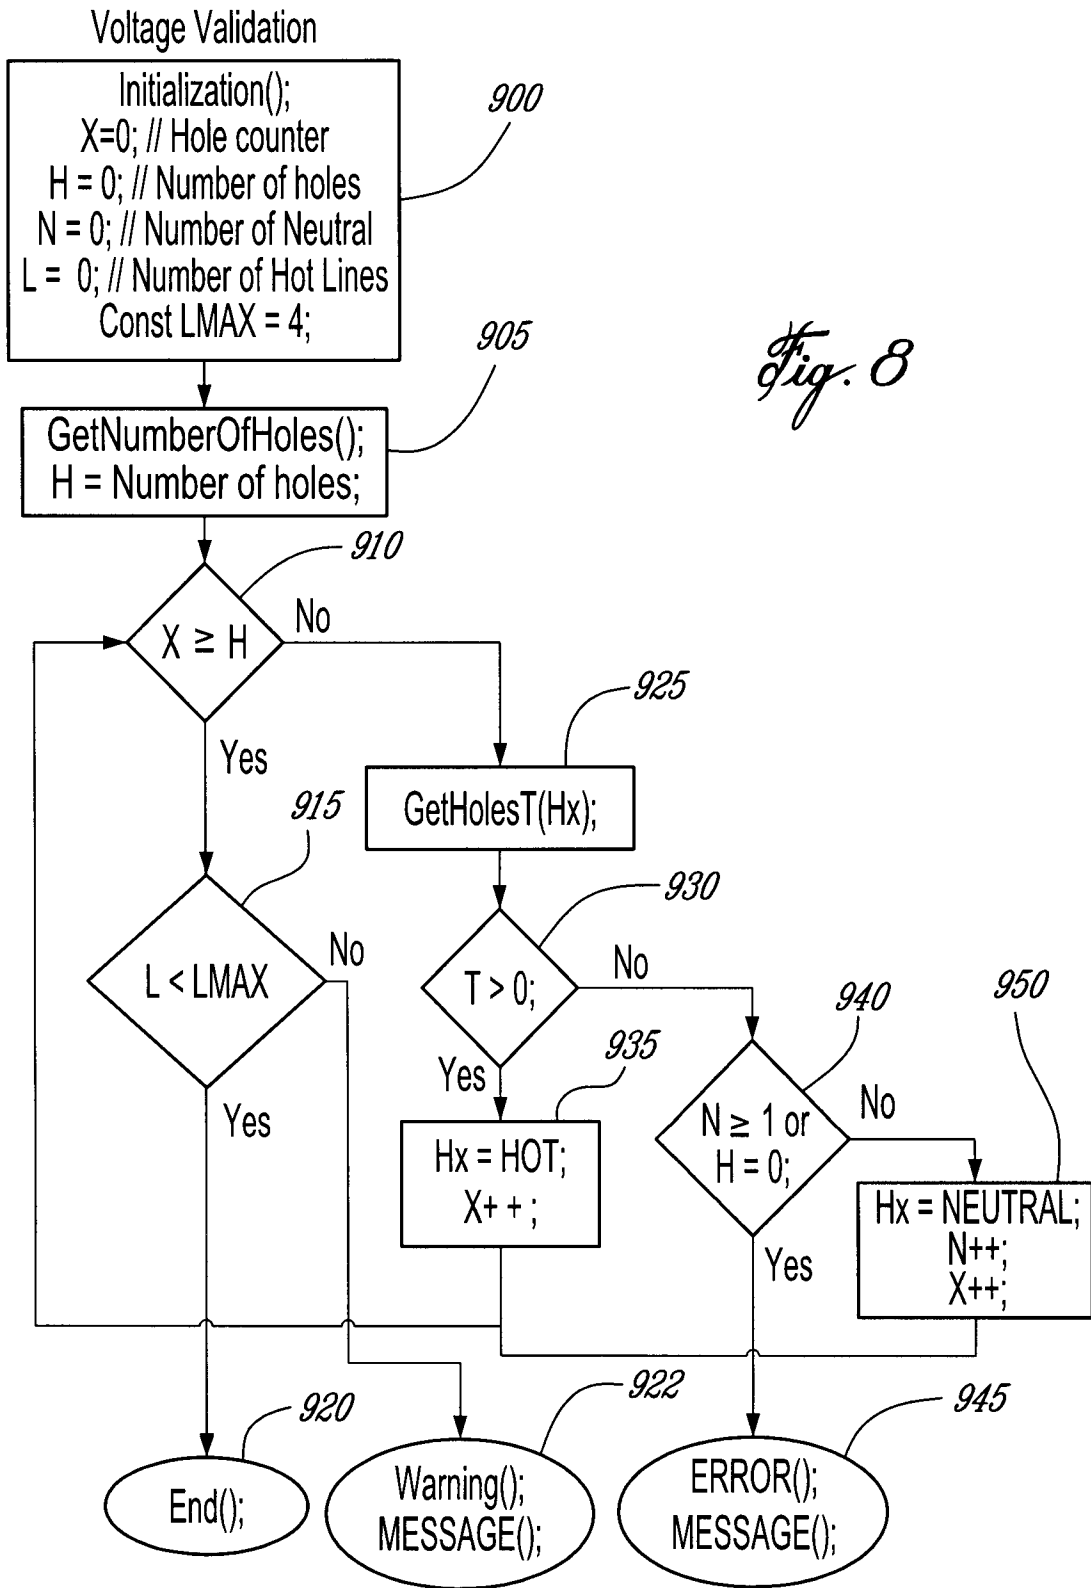 Voltage Validation
Initialization();
X=0; // Hole counter
H = 0; // Number of holes
N = 0; // Number of Neutral
L = 0; // Number of Hot Lines
Const LMAX = 4;
900
Fig. 8
905
GetNumberOfHoles();
H = Number of holes;
910
X ≥ H
No
Yes
925
GetHolesT(Hx);
915
L < LMAX
No
Yes
930
T > 0;
No
Yes
935
Hx = HOT;
X+ + ;
940
N ≥ 1 or
H = 0;
No
Yes
950
Hx = NEUTRAL;
N++;
X++;
920
End();
922
Warning();
MESSAGE();
945
ERROR();
MESSAGE();